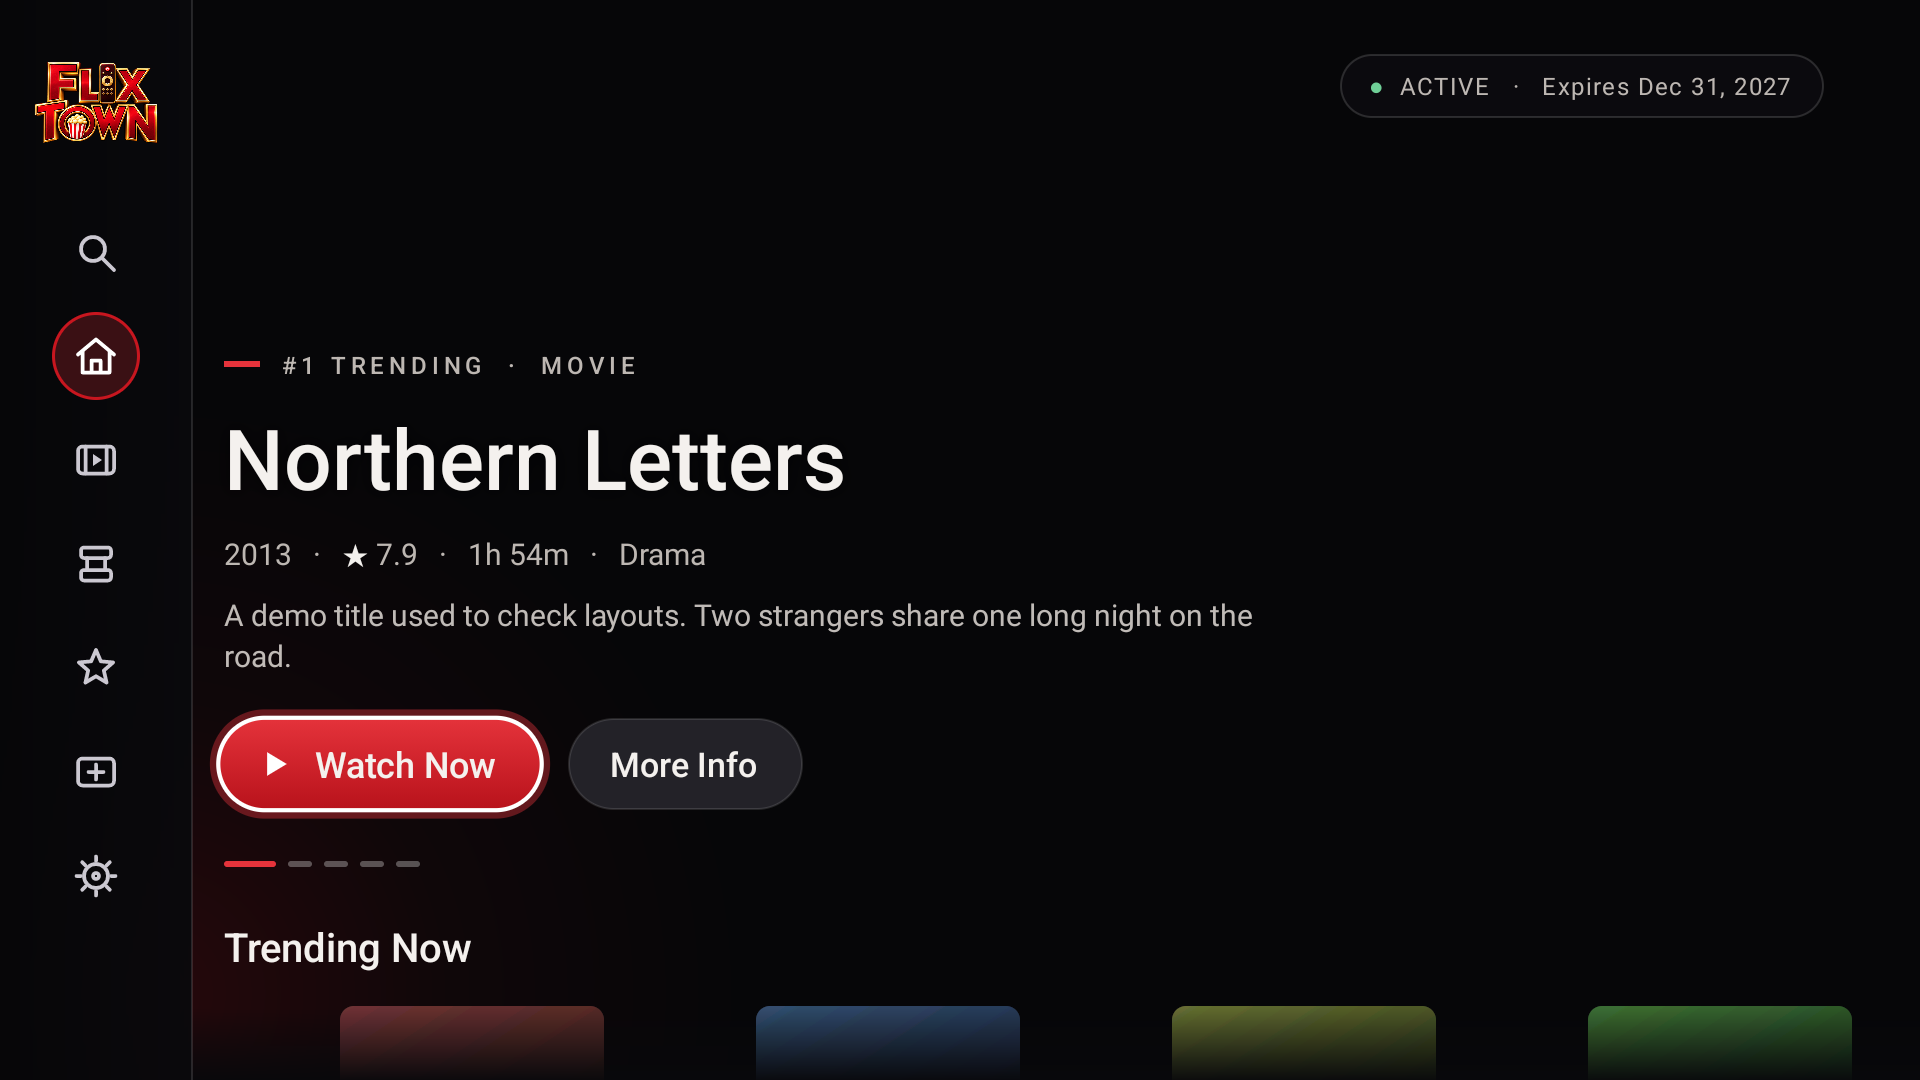 FLIX
TOWN
ACTIVE · Expires Dec 31, 2027
#1 TRENDING · MOVIE
Northern Letters
2013 · ★ 7.9 · 1h 54m · Drama
A demo title used to check layouts. Two strangers share one long night on the
road.
Watch Now
More Info
Trending Now